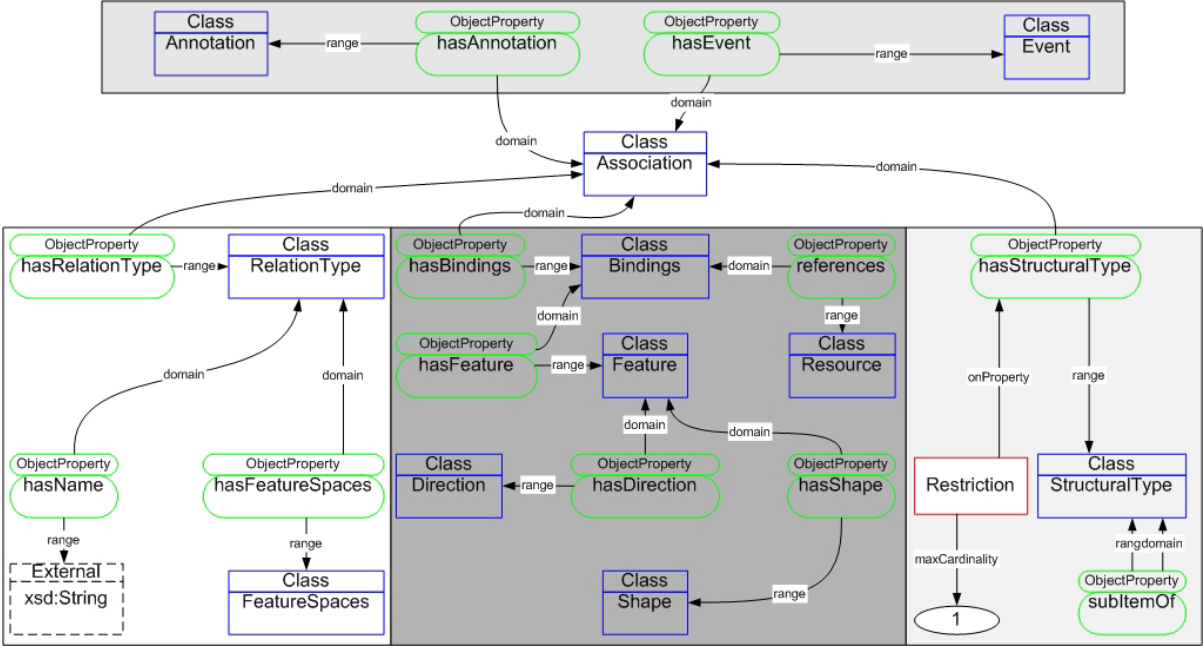 Class
Annotation
range
ObjectProperty
hasAnnotation
ObjectProperty
hasEvent
range
Class
Event
domain
domain
Class
Association
domain
domain
domain
ObjectProperty
hasRelationType
range
Class
RelationType
domain
domain
ObjectProperty
hasName
ObjectProperty
hasFeatureSpaces
range
range
External
xsd:String
Class
FeatureSpaces
ObjectProperty
hasBindings
range
Class
Bindings
domain
ObjectProperty
references
domain
range
ObjectProperty
hasFeature
range
Class
Feature
Class
Resource
domain
domain
Class
Direction
range
ObjectProperty
hasDirection
ObjectProperty
hasShape
range
Class
Shape
ObjectProperty
hasStructuralType
onProperty
range
Restriction
Class
StructuralType
maxCardinality
rangdomain
1
ObjectProperty
subItemOf